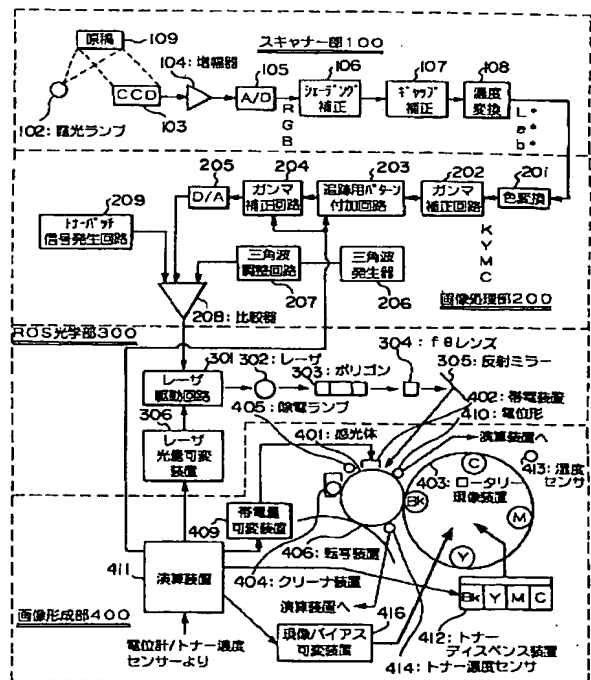 スキャナー部100
原稿
109
104:増幅器
105
106
107
108
CCD
103
A/D
シェーディング
補正
ギャップ
補正
濃度
変換
102:露光ランプ
R
G
B
L*
a*
b*
205
204
203
202
201
209
D/A
ガンマ
補正回路
追跡用パターン
付加回路
ガンマ
補正回路
色変換
トナーパッチ
信号発生回路
K
Y
M
C
三角波
調整回路
207
三角波
発生器
206
208:比較器
画像処理部200
ROS光学部300
301
302:レーザ
304:fθレンズ
303:ポリゴン
305:反射ミラー
レーザ
駆動回路
306
402:帯電装置
405:除電ランプ
410:電位形
レーザ
光量可変
装置
401:感光体
演算装置へ
C
413:湿度
センサ
403:ロータリー
現像装置
Bk
M
Y
409
帯電量
可変装置
406:転写装置
411
演算装置
404:クリーナ装置
演算装置へ
416
Bk Y M C
画像形成部400
412:トナー
ディスペンス装置
現像バイアス
可変装置
電位計/トナー濃度
センサーより
414:トナー濃度センサ